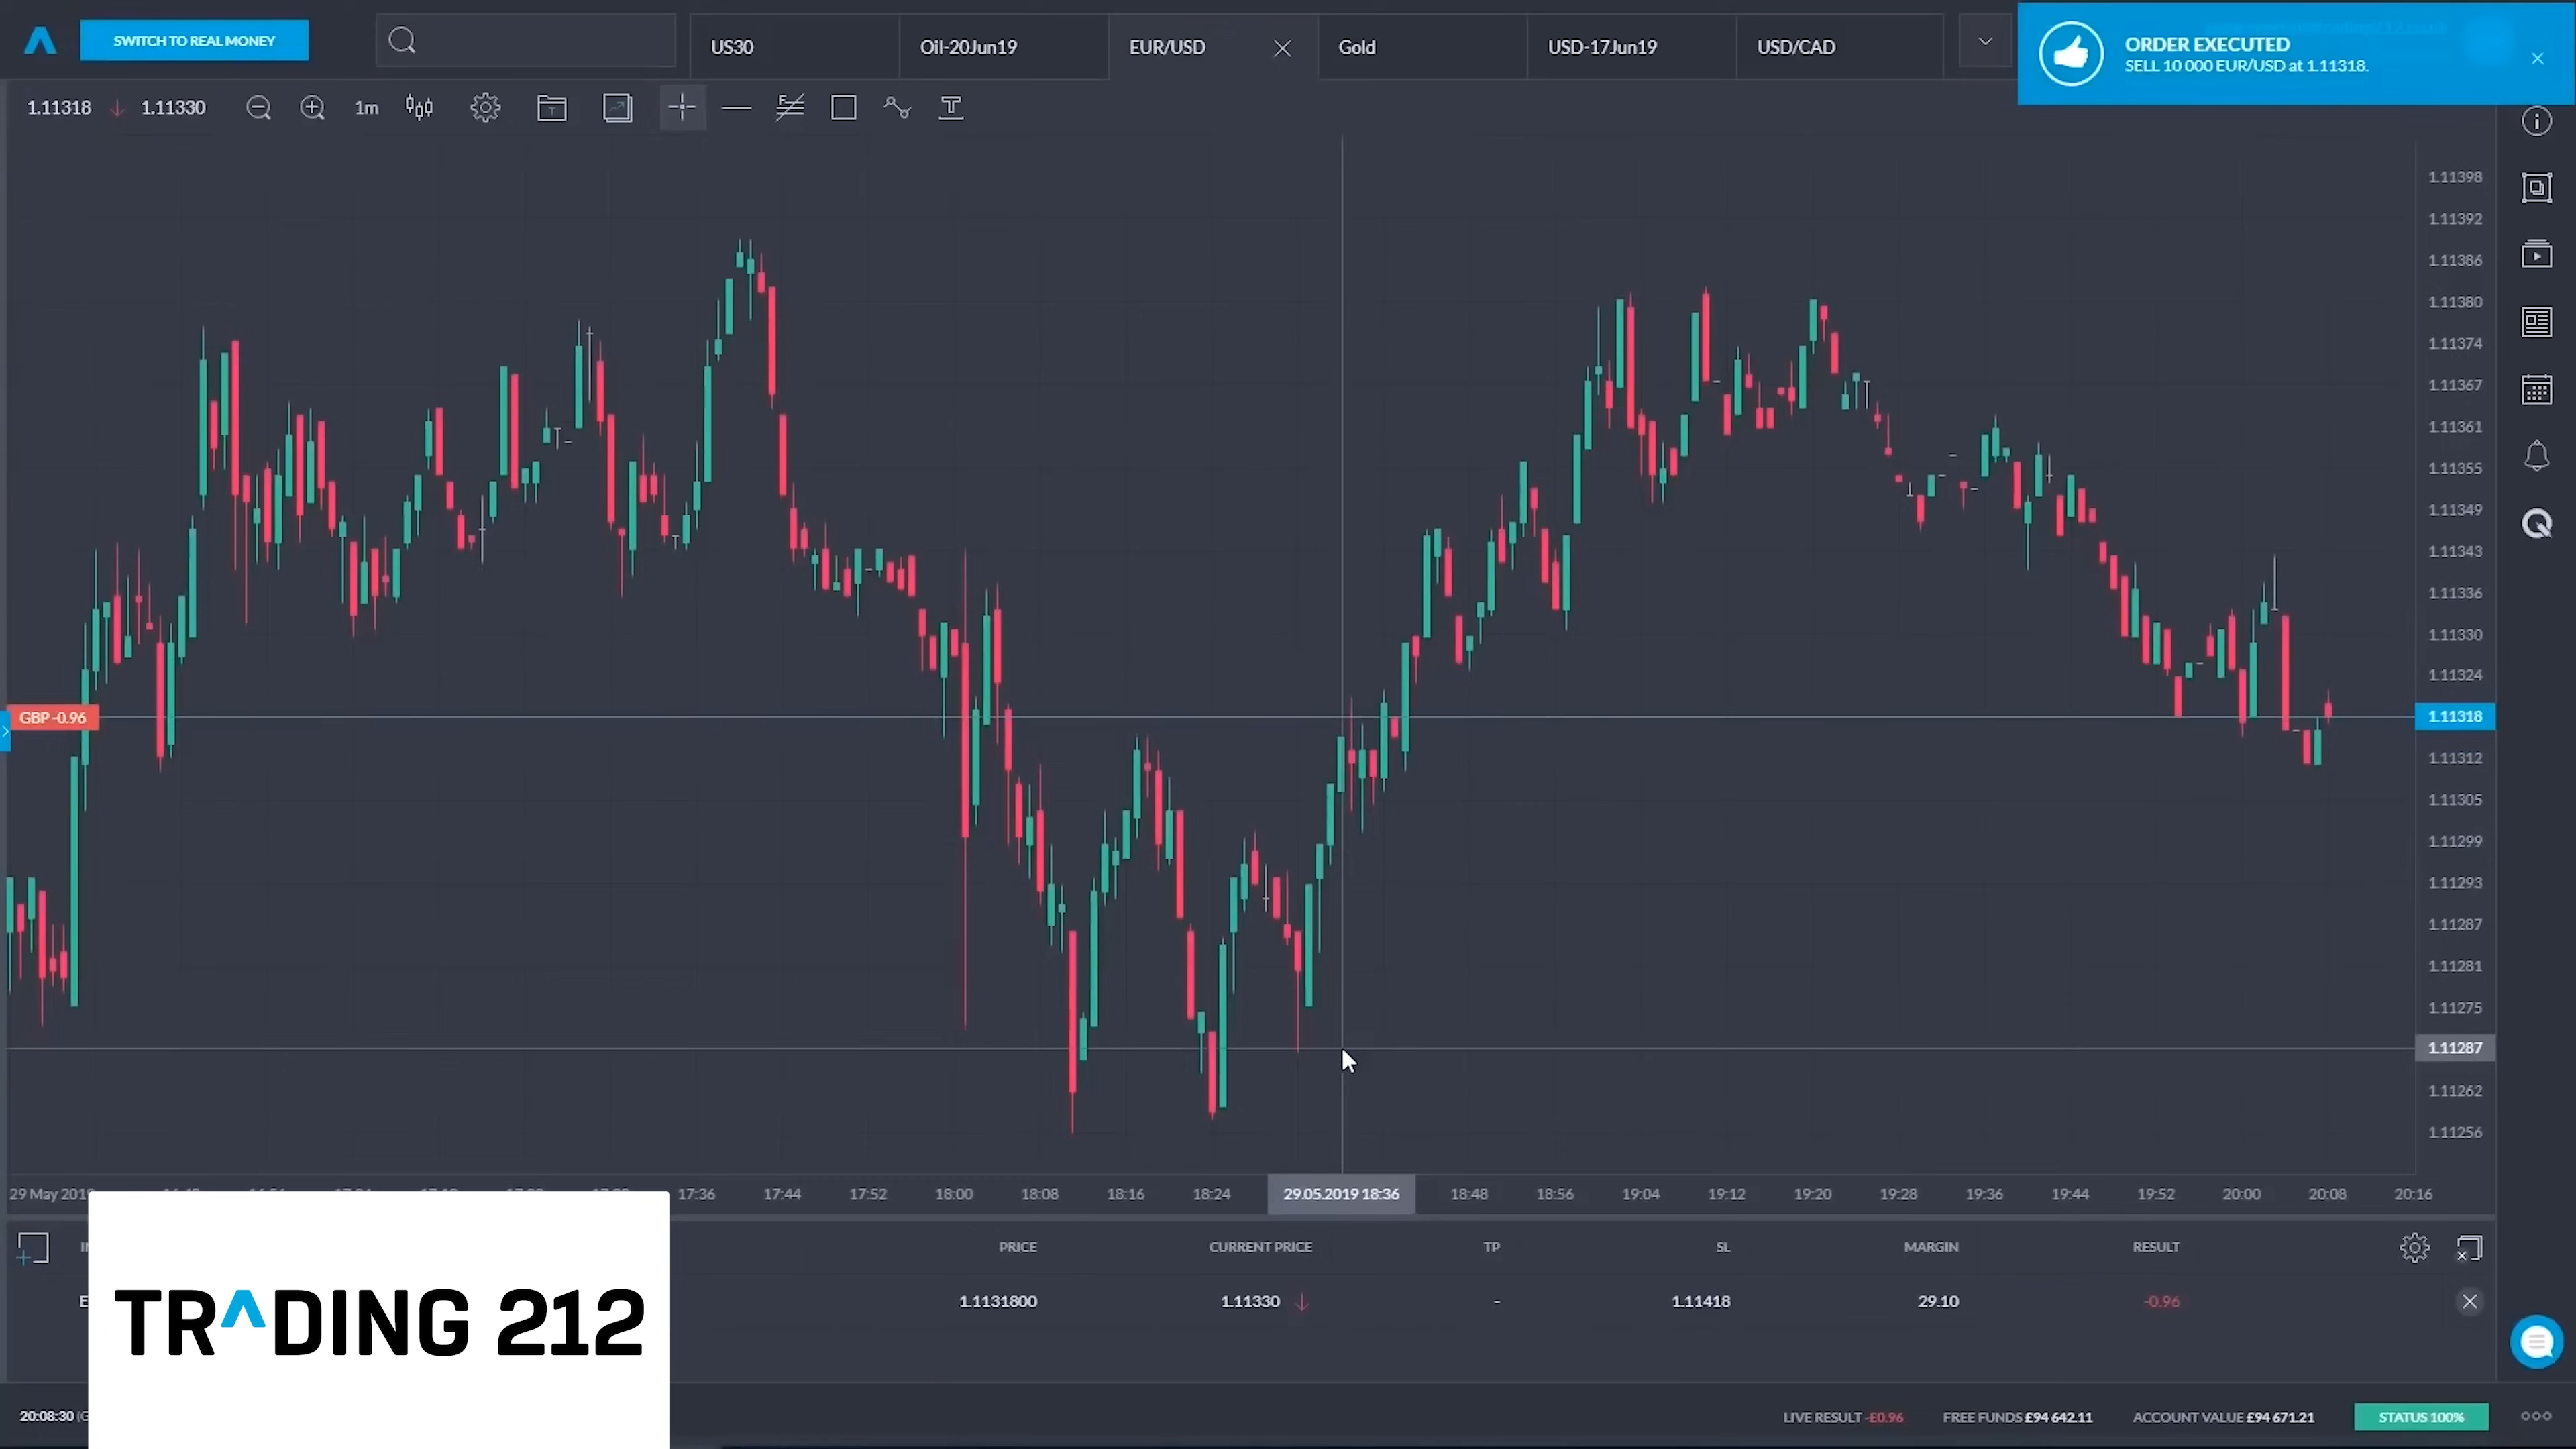 SWITCH TO REAL MONEY
US30
Oil-20Jun19
EUR/USD
Gold
USD-17Jun19
USD/CAD
ORDER EXECUTED
SELL 10 000 EUR/USD at 1.11318.
1.11318
1.11330
1m
1.11398
1.11392
1.11386
1.11380
1.11374
1.11367
1.11361
1.11355
1.11349
1.11343
1.11336
1.11330
1.11324
GBP -0.96
1.11318
1.11312
1.11305
1.11299
1.11293
1.11287
1.11281
1.11275
1.11287
1.11262
1.11256
29 May 2019
17:36
17:44
17:52
18:00
18:08
18:16
18:24
29.05.2019 18:36
18:48
18:56
19:04
19:12
19:20
19:28
19:36
19:44
19:52
20:00
20:08
20:16
PRICE
CURRENT PRICE
TP
SL
MARGIN
RESULT
1.1131800
1.11330
-
1.11418
29.10
-0.96
TRADING 212
20:08:30
LIVE RESULT -£0.96
FREE FUNDS £94 642.11
ACCOUNT VALUE £94 671.21
STATUS 100%